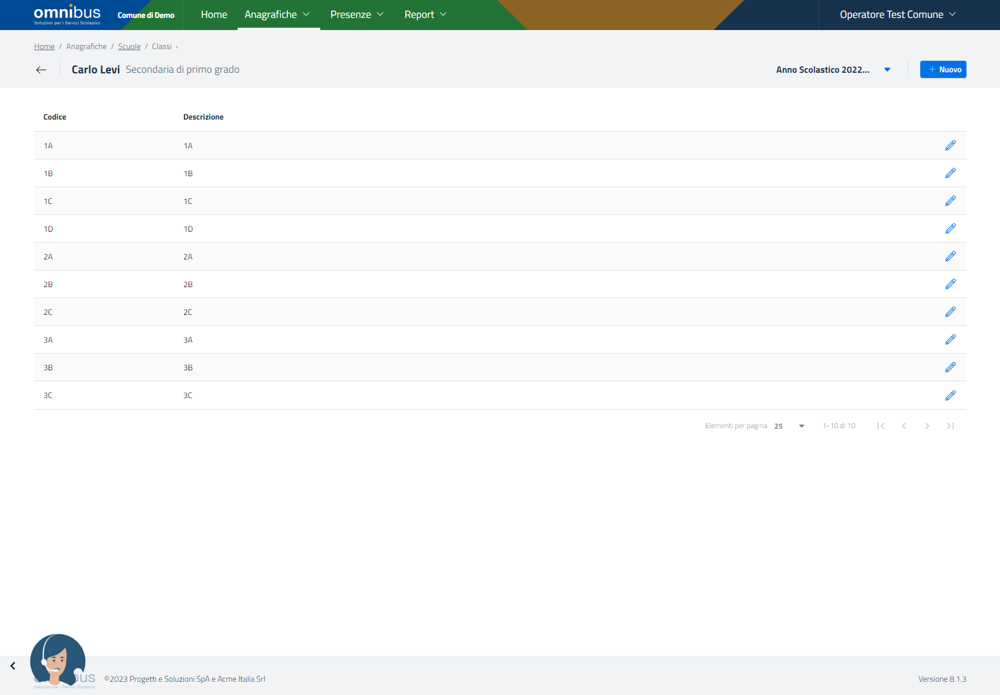 omnibus
Soluzioni per i Servizi Scolastici
Comune di Demo
Home
Anagrafiche
Presenze
Report
Operatore Test Comune
Home / Anagrafiche / Scuole / Classi ›
Carlo Levi Secondaria di primo grado
Anno Scolastico 2022...
+ Nuovo
Codice Descrizione
1A 1A
1B 1B
1C 1C
1D 1D
2A 2A
2B 2B
2C 2C
3A 3A
3B 3B
3C 3C
Elementi per pagina 25 1-10 di 10
us
Soluzioni per i Servizi Scolastici
©2023 Progetti e Soluzioni SpA e Acme Italia Srl
Versione 8.1.3